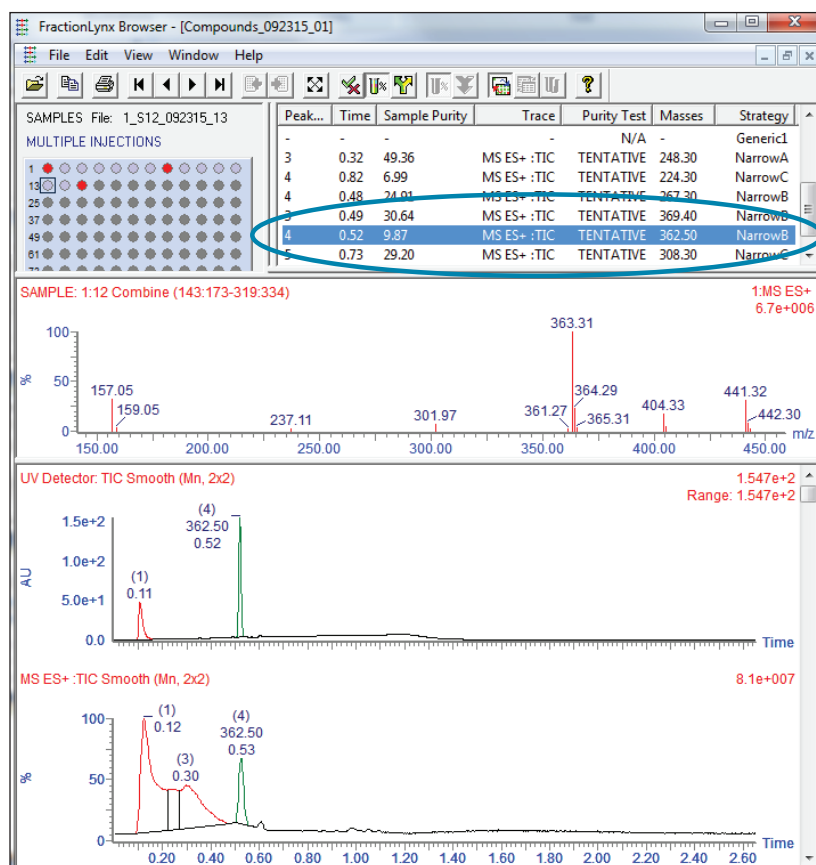 FractionLynx Browser - [Compounds_092315_01]
File Edit View Window Help
SAMPLES File: 1_S12_092315_13
MULTIPLE INJECTIONS
1
13
25
37
49
61
Peak... Time Sample Purity Trace Purity Test Masses Strategy
- - - - N/A - Generic1
3 0.32 49.36 MS ES+ :TIC TENTATIVE 248.30 NarrowA
4 0.82 6.99 MS ES+ :TIC TENTATIVE 224.30 NarrowC
4 0.48 24.91 MS ES+ :TIC TENTATIVE 267.30 NarrowB
3 0.49 30.64 MS ES+ :TIC TENTATIVE 369.40 NarrowB
4 0.52 9.87 MS ES+ :TIC TENTATIVE 362.50 NarrowB
5 0.73 29.20 MS ES+ :TIC TENTATIVE 308.30 NarrowC
SAMPLE: 1:12 Combine (143:173-319:334)
1:MS ES+
6.7e+006
100
%
50
0
363.31
157.05
159.05
237.11
301.97
361.27
364.29
365.31
404.33
441.32
442.30
150.00 200.00 250.00 300.00 350.00 400.00 450.00 m/z
UV Detector: TIC Smooth (Mn, 2x2)
1.547e+2
Range: 1.547e+2
AU
1.5e+2
1.0e+2
5.0e+1
0.0
(1)
0.11
(4)
362.50
0.52
Time
MS ES+ :TIC Smooth (Mn, 2x2)
8.1e+007
100
%
50
0
(1)
0.12
(3)
0.30
(4)
362.50
0.53
Time
0.20 0.40 0.60 0.80 1.00 1.20 1.40 1.60 1.80 2.00 2.20 2.40 2.60